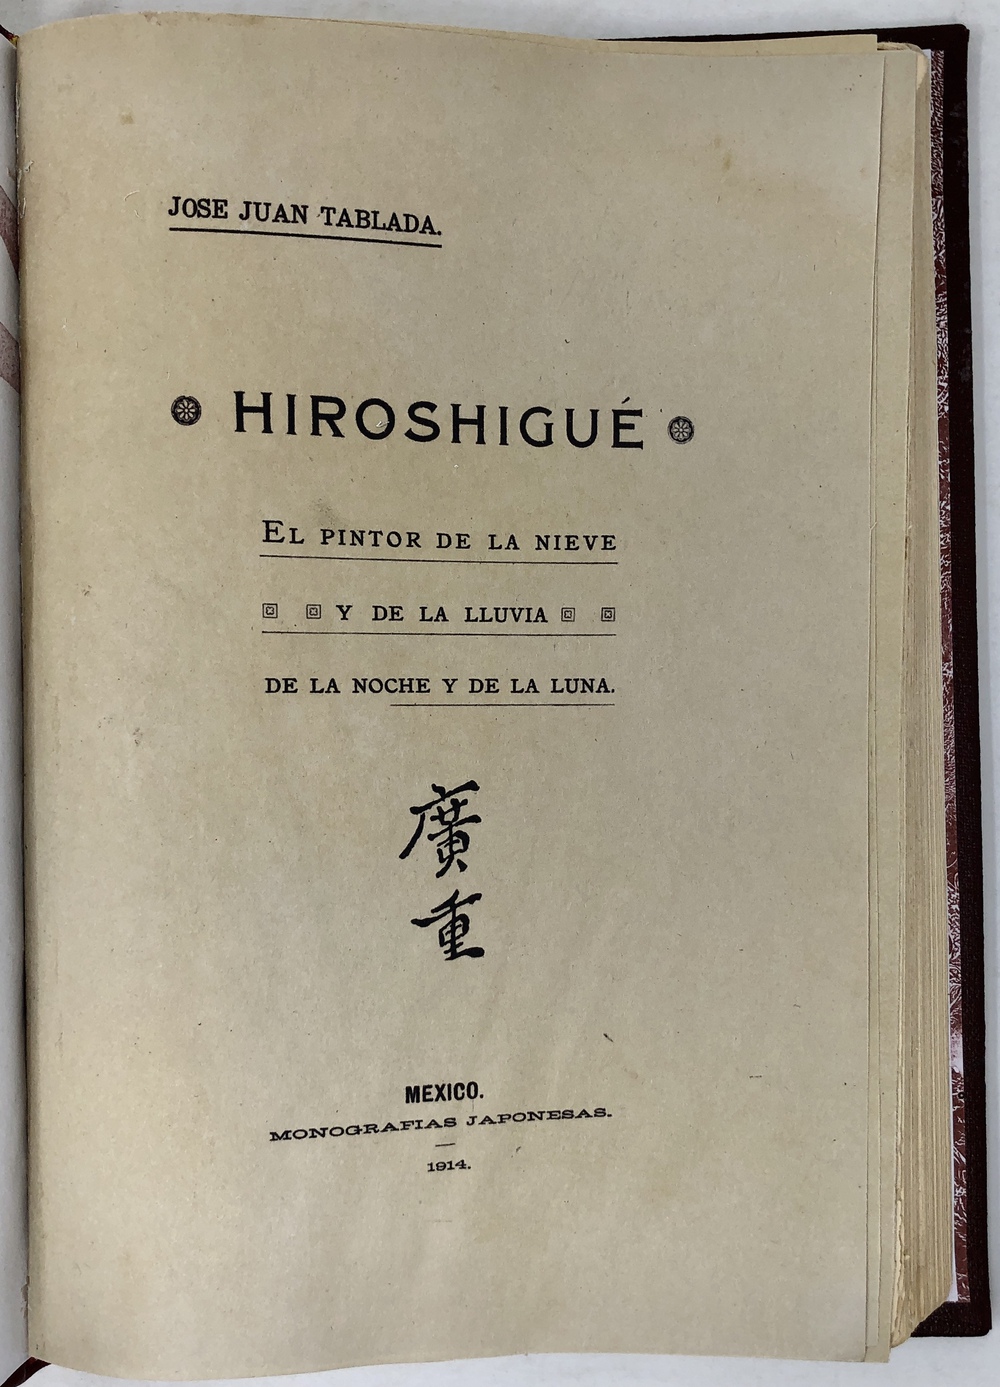 JOSE JUAN TABLADA.
HIROSHIGUÉ
EL PINTOR DE LA NIEVE
Y DE LA LLUVIA
DE LA NOCHE Y DE LA LUNA.
廣
重
MEXICO.
MONOGRAFIAS JAPONESAS.
1914.